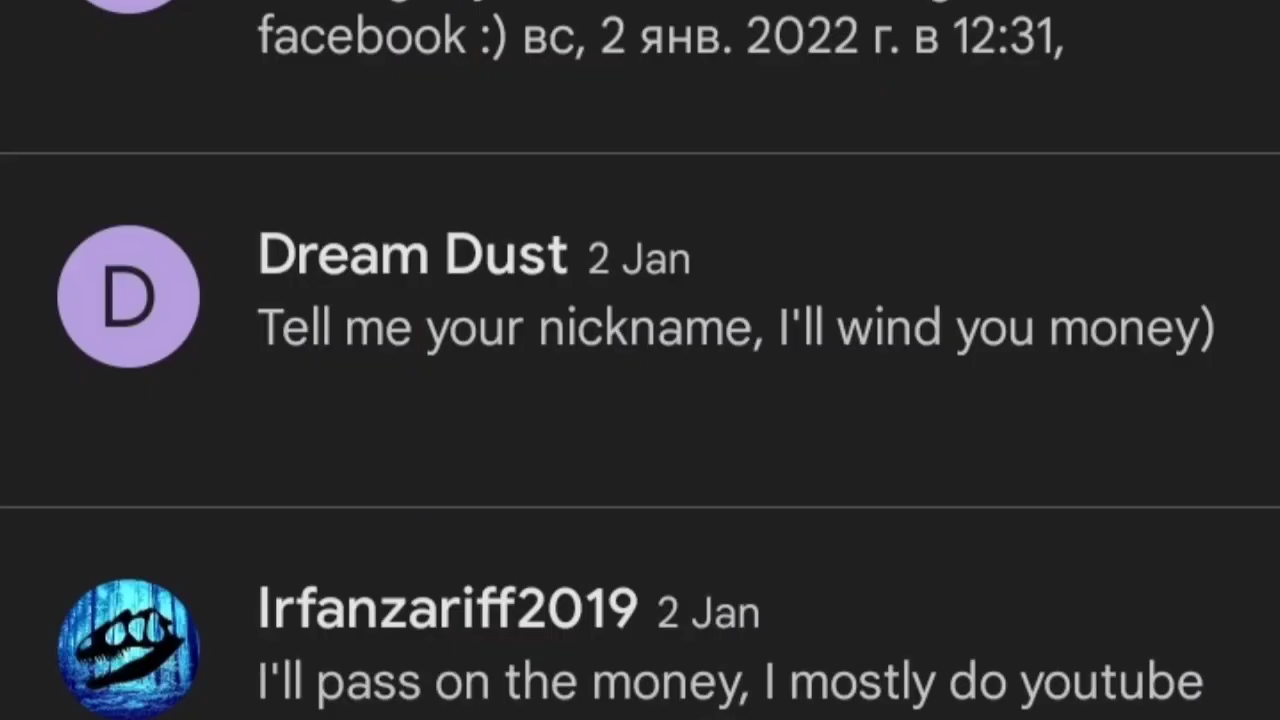 facebook :) вс, 2 янв. 2022 г. в 12:31,
D
Dream Dust 2 Jan
Tell me your nickname, I'll wind you money)
Irfanzariff2019 2 Jan
I'll pass on the money, I mostly do youtube